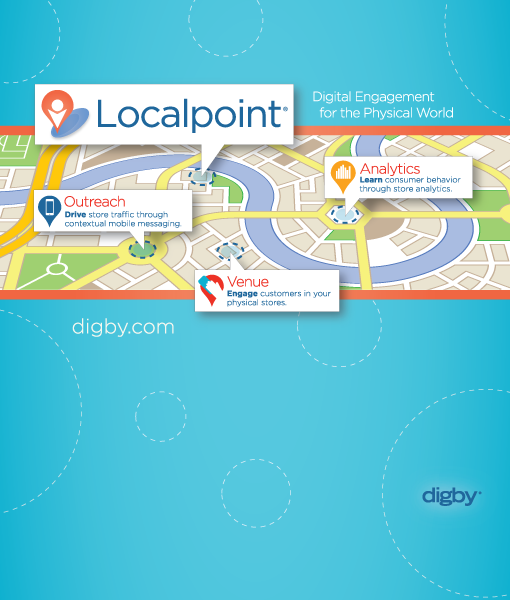 Localpoint®
Digital Engagement
for the Physical World
Analytics
Learn consumer behavior
through store analytics.
Outreach
Drive store traffic through
contextual mobile messaging.
Venue
Engage customers in your
physical stores.
digby.com
digby